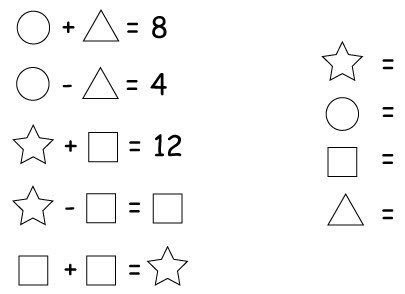 + = 8
- = 4
+ = 12
- =
+ =
=
=
=
=